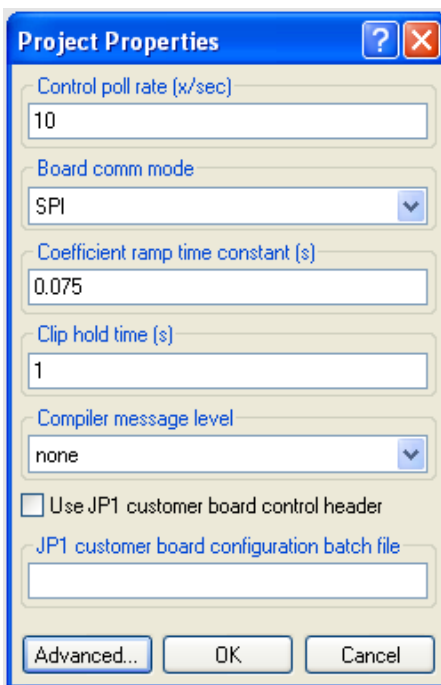 Project Properties
Control poll rate (x/sec)
10
Board comm mode
SPI
Coefficient ramp time constant (s)
0.075
Clip hold time (s)
1
Compiler message level
none
Use JP1 customer board control header
JP1 customer board configuration batch file
Advanced... OK Cancel